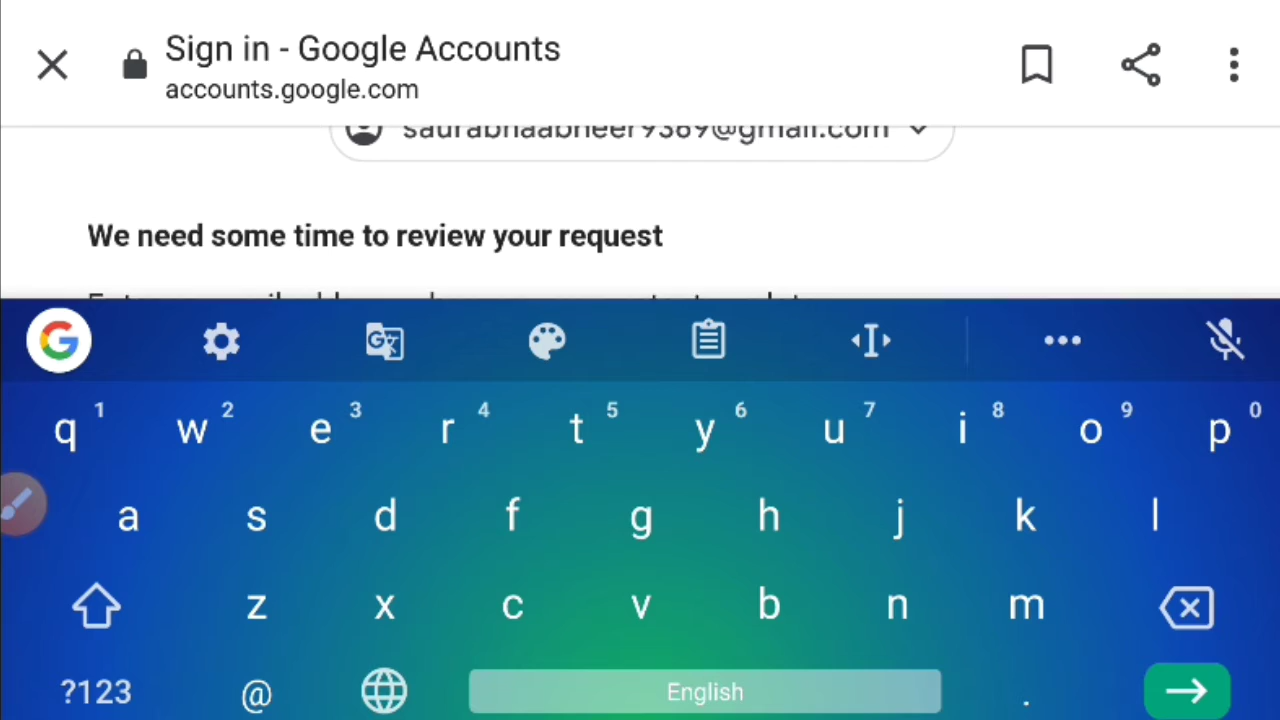 Sign in - Google Accounts
accounts.google.com
We need some time to review your request
q 1 w 2 e 3 r 4 t 5 y 6 u 7 i 8 o 9 p 0
a s d f g h j k l
z x c v b n m
?123 @ English .